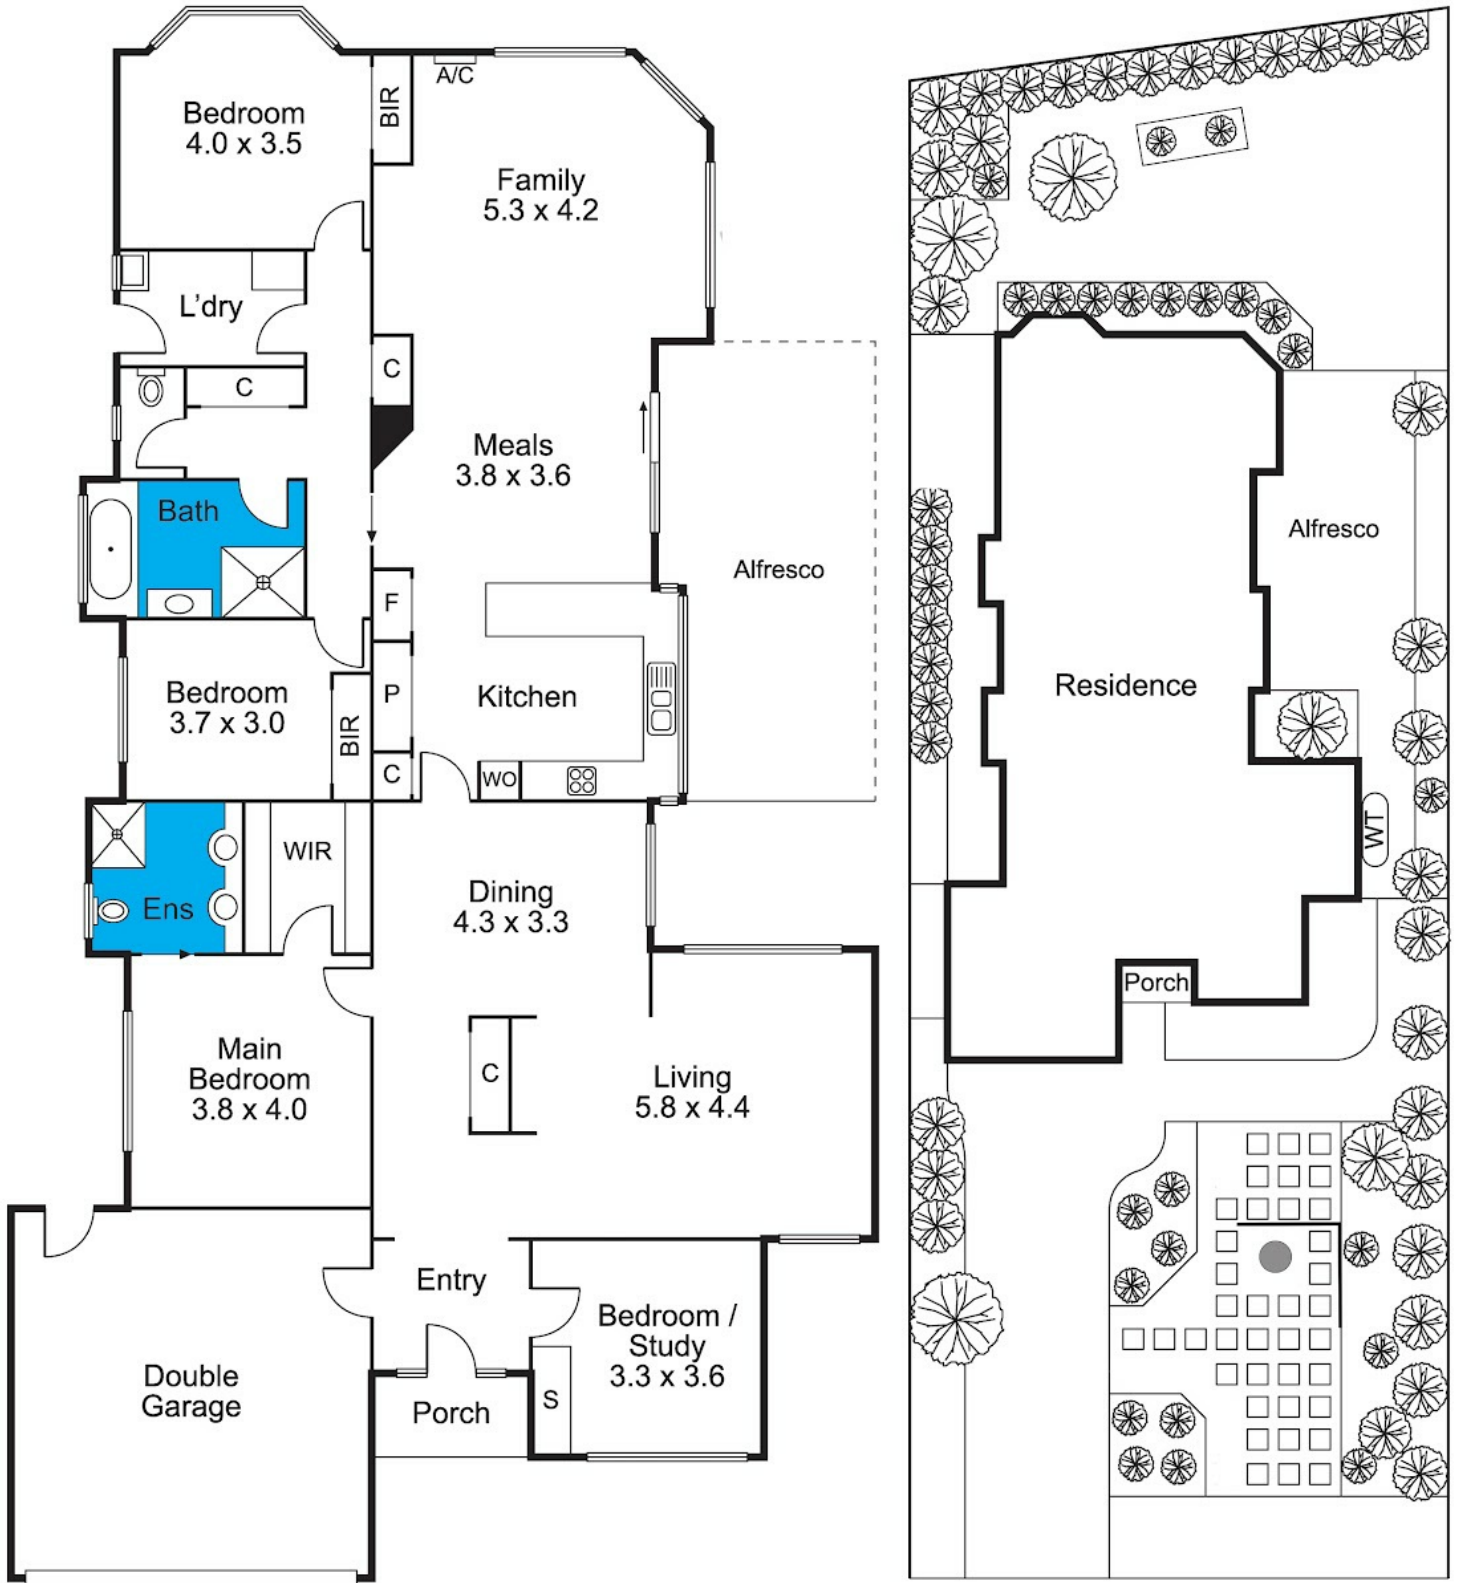 A/C
BIR
Bedroom
4.0 x 3.5
Family
5.3 x 4.2
L'dry
C
C
Meals
3.8 x 3.6
Bath
Alfresco
F
P
C
Kitchen
WO
Bedroom
3.7 x 3.0
BIR
WIR
Ens
Dining
4.3 x 3.3
Main
Bedroom
3.8 x 4.0
C
Living
5.8 x 4.4
Entry
Bedroom /
Study
3.3 x 3.6
S
Double
Garage
Porch
Alfresco
Residence
WT
Porch